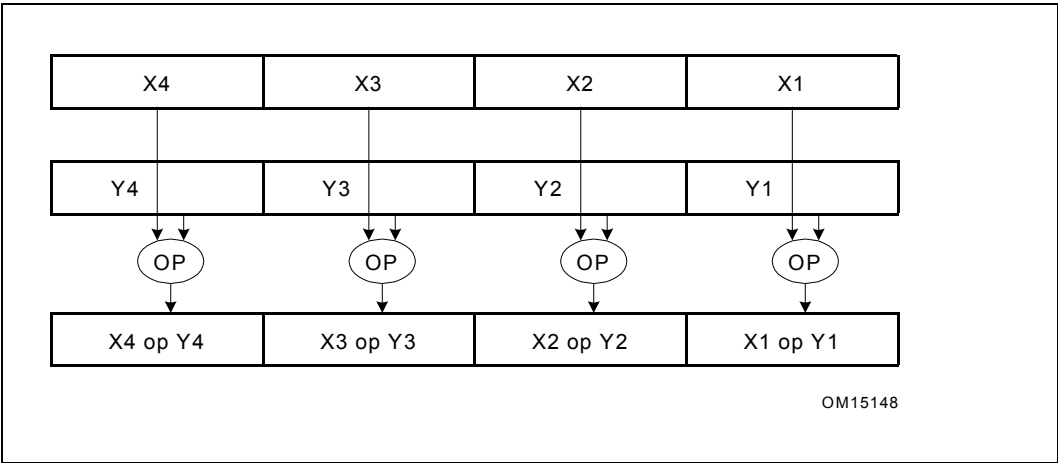 X4 X3 X2 X1
Y4 Y3 Y2 Y1
OP OP OP OP
X4 op Y4 X3 op Y3 X2 op Y2 X1 op Y1
OM15148